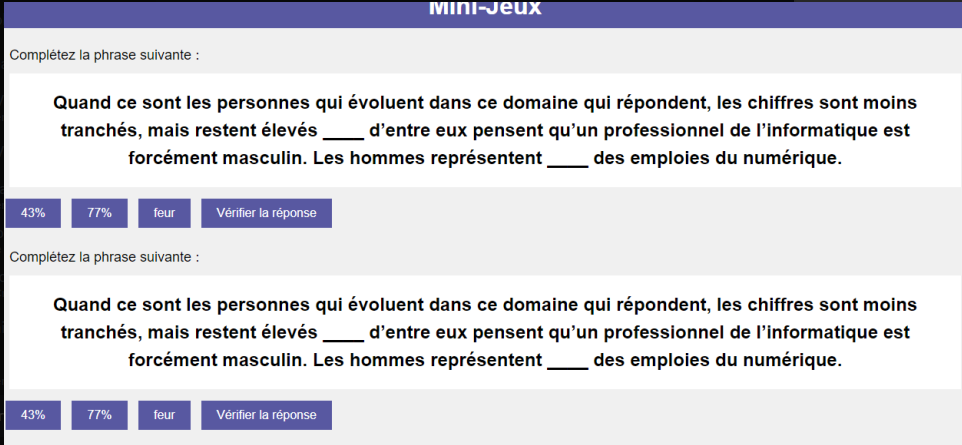 Mini-Jeux
Complétez la phrase suivante :
Quand ce sont les personnes qui évoluent dans ce domaine qui répondent, les chiffres sont moins
tranchés, mais restent élevés ____ d'entre eux pensent qu'un professionnel de l'informatique est
forcément masculin. Les hommes représentent ____ des emploies du numérique.
43% 77% feur Vérifier la réponse
Complétez la phrase suivante :
Quand ce sont les personnes qui évoluent dans ce domaine qui répondent, les chiffres sont moins
tranchés, mais restent élevés ____ d'entre eux pensent qu'un professionnel de l'informatique est
forcément masculin. Les hommes représentent ____ des emploies du numérique.
43% 77% feur Vérifier la réponse